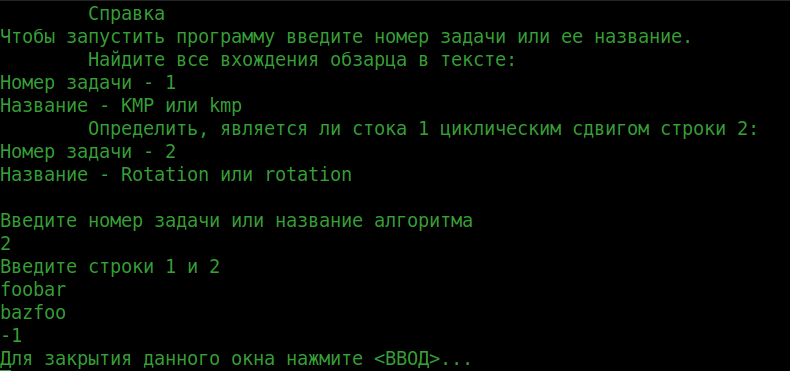 Справка
Чтобы запустить программу введите номер задачи или ее название.
Найдите все вхождения обзарца в тексте:
Номер задачи - 1
Название - KMP или kmp
Определить, является ли стока 1 циклическим сдвигом строки 2:
Номер задачи - 2
Название - Rotation или rotation
Введите номер задачи или название алгоритма
2
Введите строки 1 и 2
foobar
bazfoo
-1
Для закрытия данного окна нажмите <ВВОД>...